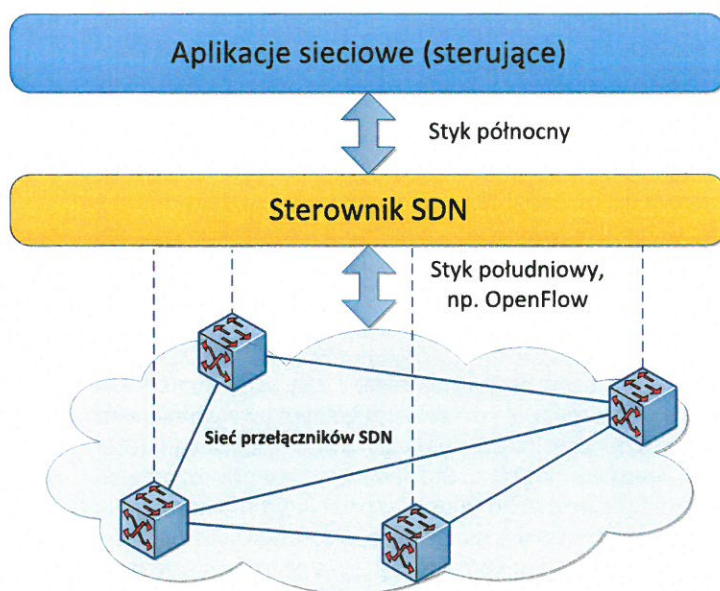 Aplikacje sieciowe (sterujące)
Styk północny
Sterownik SDN
Styk południowy,
np. OpenFlow
Sieć przełączników SDN